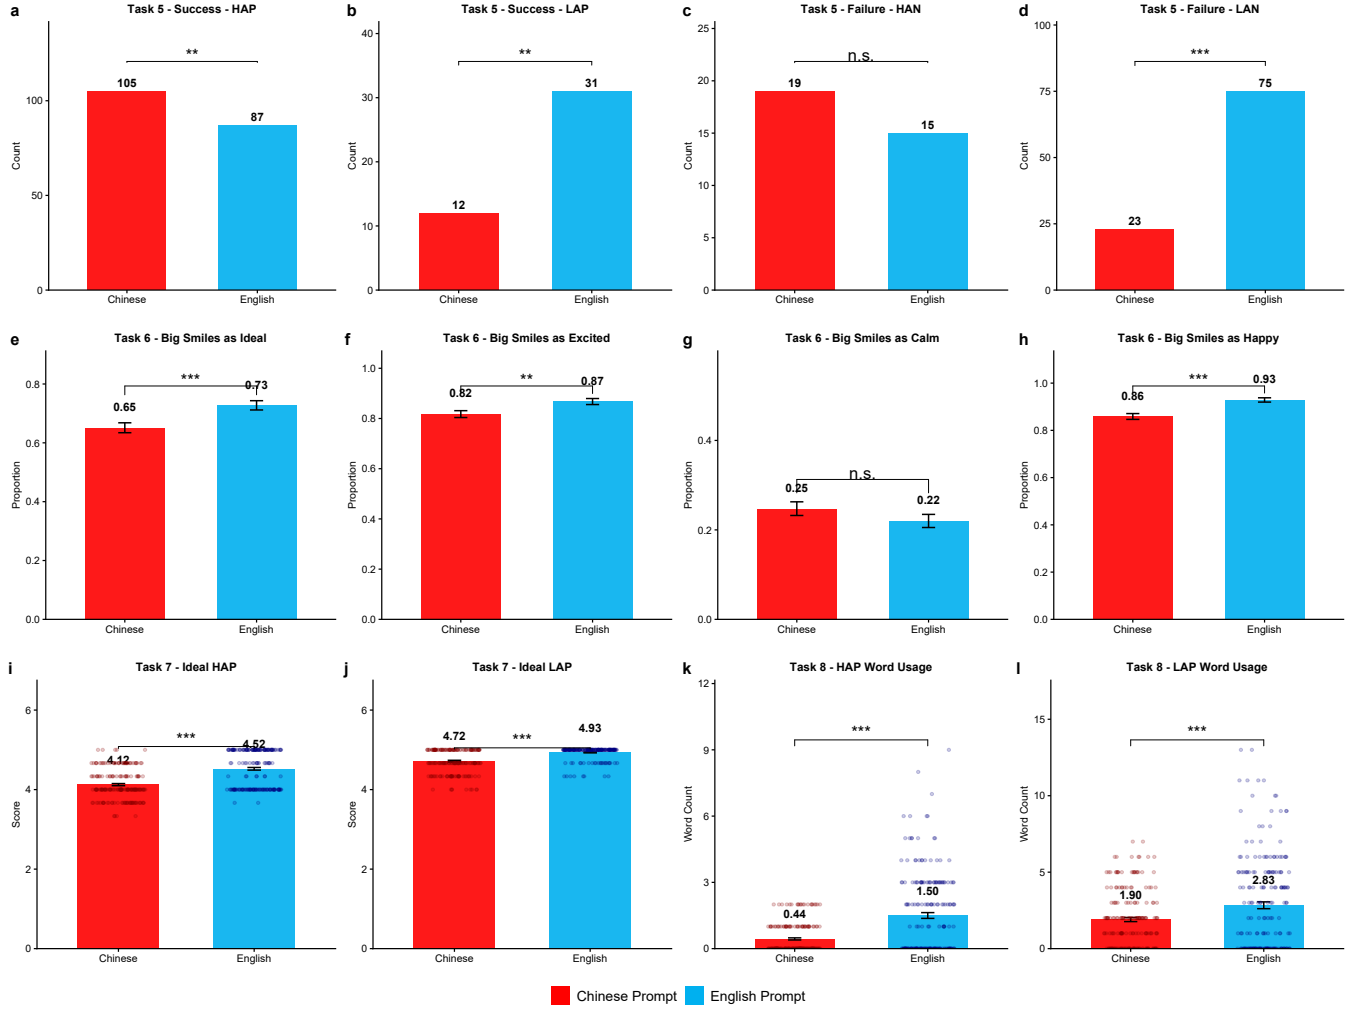 a
Task 5 - Success - HAP
Count
0
50
100
**
105
87
Chinese
English
b
Task 5 - Success - LAP
Count
0
10
20
30
40
**
12
31
Chinese
English
c
Task 5 - Failure - HAN
Count
0
5
10
15
20
25
n.s.
19
15
Chinese
English
d
Task 5 - Failure - LAN
Count
0
25
50
75
100
***
23
75
Chinese
English
e
Task 6 - Big Smiles as Ideal
Proportion
0.0
0.2
0.4
0.6
0.8
***
0.65
0.73
Chinese
English
f
Task 6 - Big Smiles as Excited
Proportion
0.0
0.2
0.4
0.6
0.8
1.0
**
0.82
0.87
Chinese
English
g
Task 6 - Big Smiles as Calm
Proportion
0.0
0.2
0.4
n.s.
0.25
0.22
Chinese
English
h
Task 6 - Big Smiles as Happy
Proportion
0.0
0.2
0.4
0.6
0.8
1.0
***
0.86
0.93
Chinese
English
i
Task 7 - Ideal HAP
Score
0
2
4
6
***
4.12
4.52
Chinese
English
j
Task 7 - Ideal LAP
Score
0
2
4
6
***
4.72
4.93
Chinese
English
k
Task 8 - HAP Word Usage
Word Count
0
3
6
9
12
***
0.44
1.50
Chinese
English
l
Task 8 - LAP Word Usage
Word Count
0
5
10
15
***
1.90
2.83
Chinese
English
Chinese Prompt
English Prompt